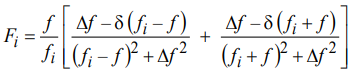 F_i = \frac{f}{f_i} \left[ \frac{\Delta f - \delta (f_i - f)}{(f_i - f)^2 + \Delta f^2} + \frac{\Delta f - \delta (f_i + f)}{(f_i + f)^2 + \Delta f^2} \right]